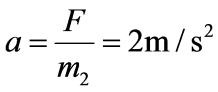 a = F / m₂ = 2m / s²